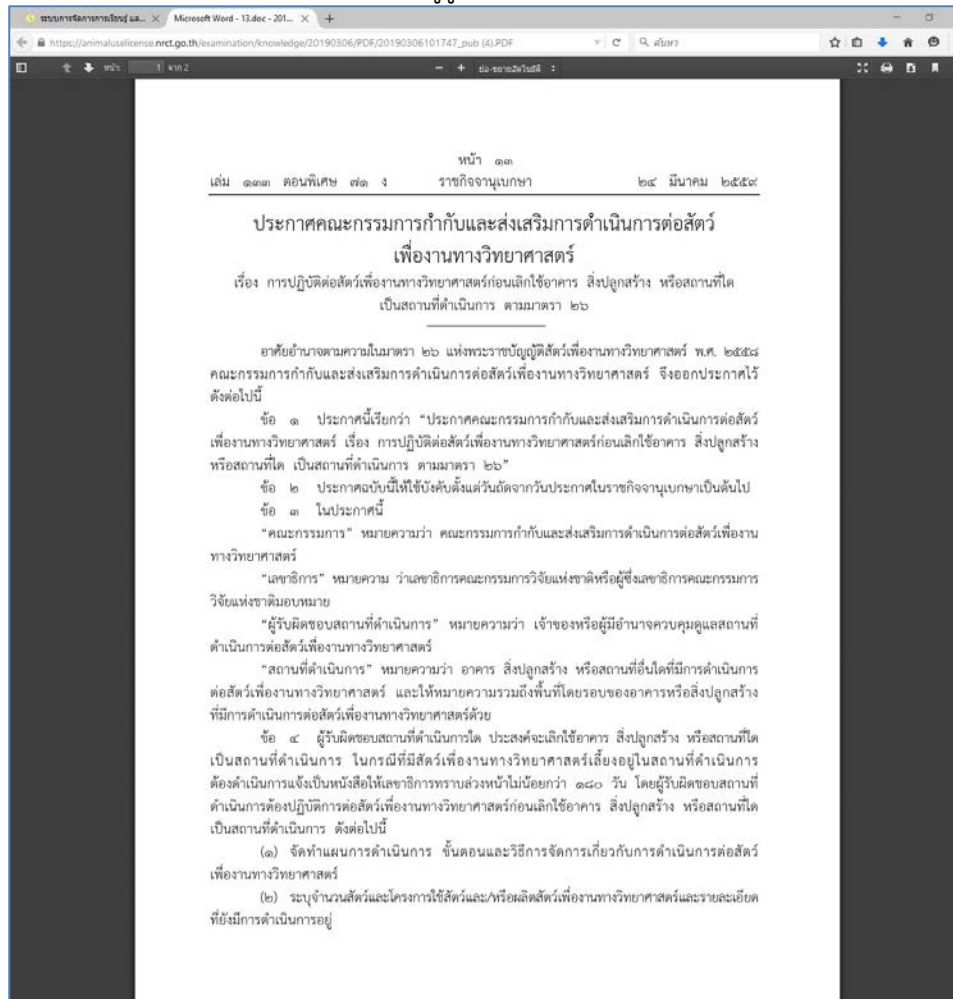 ระบบการจัดการการเรียนรู้ แล... × Microsoft Word - 13.doc - 201... × +
https://animaluselicense.nrct.go.th/examination/knowledge/20190306/PDF/20190306101747_pub (4).PDF ค้นหา
หน้า: 1 จาก 2 − + ย่อ-ขยายอัตโนมัติ
หน้า ๑๓
เล่ม ๑๓๓ ตอนพิเศษ ๗๑ ง ราชกิจจานุเบกษา ๒๔ มีนาคม ๒๕๕๙
ประกาศคณะกรรมการกำกับและส่งเสริมการดำเนินการต่อสัตว์
เพื่องานทางวิทยาศาสตร์
เรื่อง การปฏิบัติต่อสัตว์เพื่องานทางวิทยาศาสตร์ก่อนเลิกใช้อาคาร สิ่งปลูกสร้าง หรือสถานที่ใด
เป็นสถานที่ดำเนินการ ตามมาตรา ๒๖
อาศัยอำนาจตามความในมาตรา ๒๖ แห่งพระราชบัญญัติสัตว์เพื่องานทางวิทยาศาสตร์ พ.ศ. ๒๕๕๘
คณะกรรมการกำกับและส่งเสริมการดำเนินการต่อสัตว์เพื่องานทางวิทยาศาสตร์ จึงออกประกาศไว้
ดังต่อไปนี้
ข้อ ๑ ประกาศนี้เรียกว่า “ประกาศคณะกรรมการกำกับและส่งเสริมการดำเนินการต่อสัตว์
เพื่องานทางวิทยาศาสตร์ เรื่อง การปฏิบัติต่อสัตว์เพื่องานทางวิทยาศาสตร์ก่อนเลิกใช้อาคาร สิ่งปลูกสร้าง
หรือสถานที่ใด เป็นสถานที่ดำเนินการ ตามมาตรา ๒๖”
ข้อ ๒ ประกาศฉบับนี้ให้ใช้บังคับตั้งแต่วันถัดจากวันประกาศในราชกิจจานุเบกษาเป็นต้นไป
ข้อ ๓ ในประกาศนี้
“คณะกรรมการ” หมายความว่า คณะกรรมการกำกับและส่งเสริมการดำเนินการต่อสัตว์เพื่องาน
ทางวิทยาศาสตร์
“เลขาธิการ” หมายความ ว่าเลขาธิการคณะกรรมการวิจัยแห่งชาติหรือผู้ซึ่งเลขาธิการคณะกรรมการ
วิจัยแห่งชาติมอบหมาย
“ผู้รับผิดชอบสถานที่ดำเนินการ” หมายความว่า เจ้าของหรือผู้มีอำนาจควบคุมดูแลสถานที่
ดำเนินการต่อสัตว์เพื่องานทางวิทยาศาสตร์
“สถานที่ดำเนินการ” หมายความว่า อาคาร สิ่งปลูกสร้าง หรือสถานที่อื่นใดที่มีการดำเนินการ
ต่อสัตว์เพื่องานทางวิทยาศาสตร์ และให้หมายความรวมถึงพื้นที่โดยรอบของอาคารหรือสิ่งปลูกสร้าง
ที่มีการดำเนินการต่อสัตว์เพื่องานทางวิทยาศาสตร์ด้วย
ข้อ ๔ ผู้รับผิดชอบสถานที่ดำเนินการใด ประสงค์จะเลิกใช้อาคาร สิ่งปลูกสร้าง หรือสถานที่ใด
เป็นสถานที่ดำเนินการ ในกรณีที่มีสัตว์เพื่องานทางวิทยาศาสตร์เลี้ยงอยู่ในสถานที่ดำเนินการ
ต้องดำเนินการแจ้งเป็นหนังสือให้เลขาธิการทราบล่วงหน้าไม่น้อยกว่า ๑๘๐ วัน โดยผู้รับผิดชอบสถานที่
ดำเนินการต้องปฏิบัติการต่อสัตว์เพื่องานทางวิทยาศาสตร์ก่อนเลิกใช้อาคาร สิ่งปลูกสร้าง หรือสถานที่ใด
เป็นสถานที่ดำเนินการ ดังต่อไปนี้
(๑) จัดทำแผนการดำเนินการ ขั้นตอนและวิธีการจัดการเกี่ยวกับการดำเนินการต่อสัตว์
เพื่องานทางวิทยาศาสตร์
(๒) ระบุจำนวนสัตว์และโครงการใช้สัตว์และ/หรือผลิตสัตว์เพื่องานทางวิทยาศาสตร์และรายละเอียด
ที่ยังมีการดำเนินการอยู่